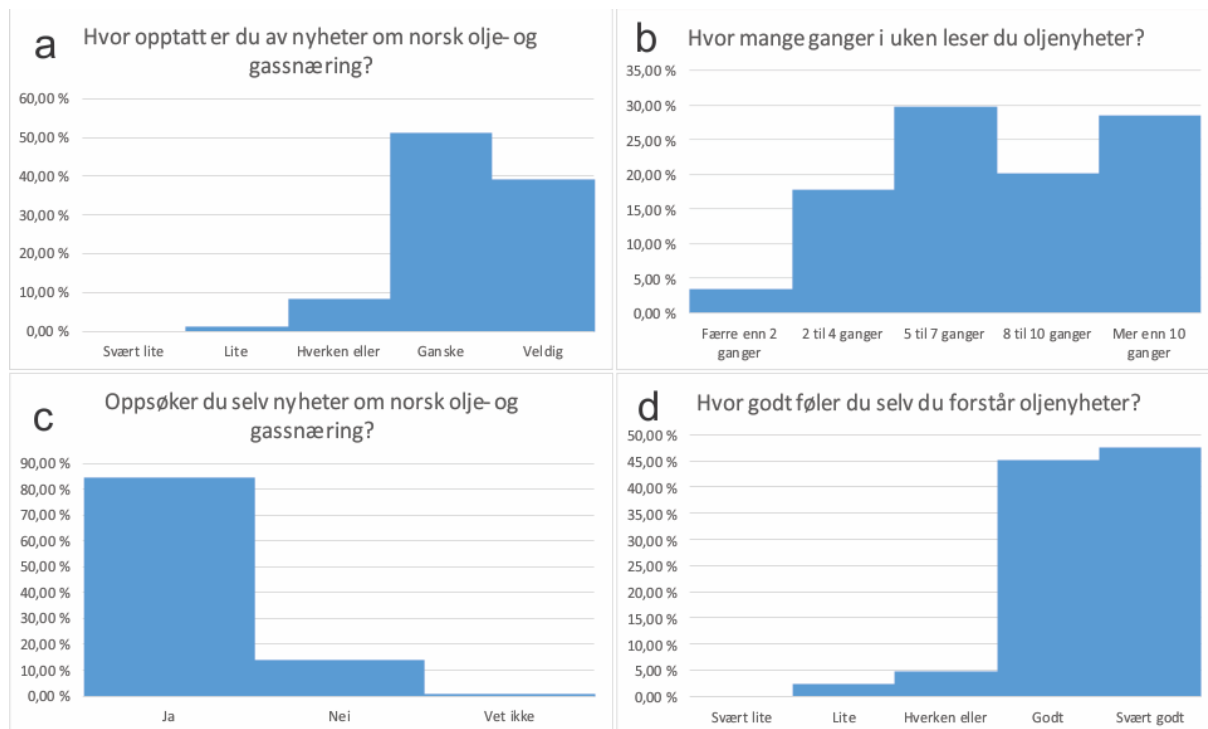 a
Hvor opptatt er du av nyheter om norsk olje- og
gassnæring?
60,00 %
50,00 %
40,00 %
30,00 %
20,00 %
10,00 %
0,00 %
Svært lite Lite Hverken eller Ganske Veldig
b
Hvor mange ganger i uken leser du oljenyheter?
35,00 %
30,00 %
25,00 %
20,00 %
15,00 %
10,00 %
5,00 %
0,00 %
Færre enn 2 2 til 4 ganger 5 til 7 ganger 8 til 10 ganger Mer enn 10
ganger ganger
c
Oppsøker du selv nyheter om norsk olje- og
gassnæring?
90,00 %
80,00 %
70,00 %
60,00 %
50,00 %
40,00 %
30,00 %
20,00 %
10,00 %
0,00 %
Ja Nei Vet ikke
d
Hvor godt føler du selv du forstår oljenyheter?
50,00 %
45,00 %
40,00 %
35,00 %
30,00 %
25,00 %
20,00 %
15,00 %
10,00 %
5,00 %
0,00 %
Svært lite Lite Hverken eller Godt Svært godt